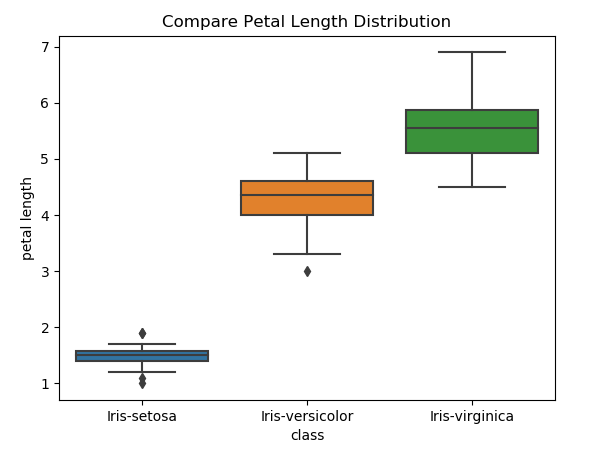 Compare Petal Length Distribution
7
6
5
4
3
2
1
petal length
Iris-setosa
Iris-versicolor
Iris-virginica
class